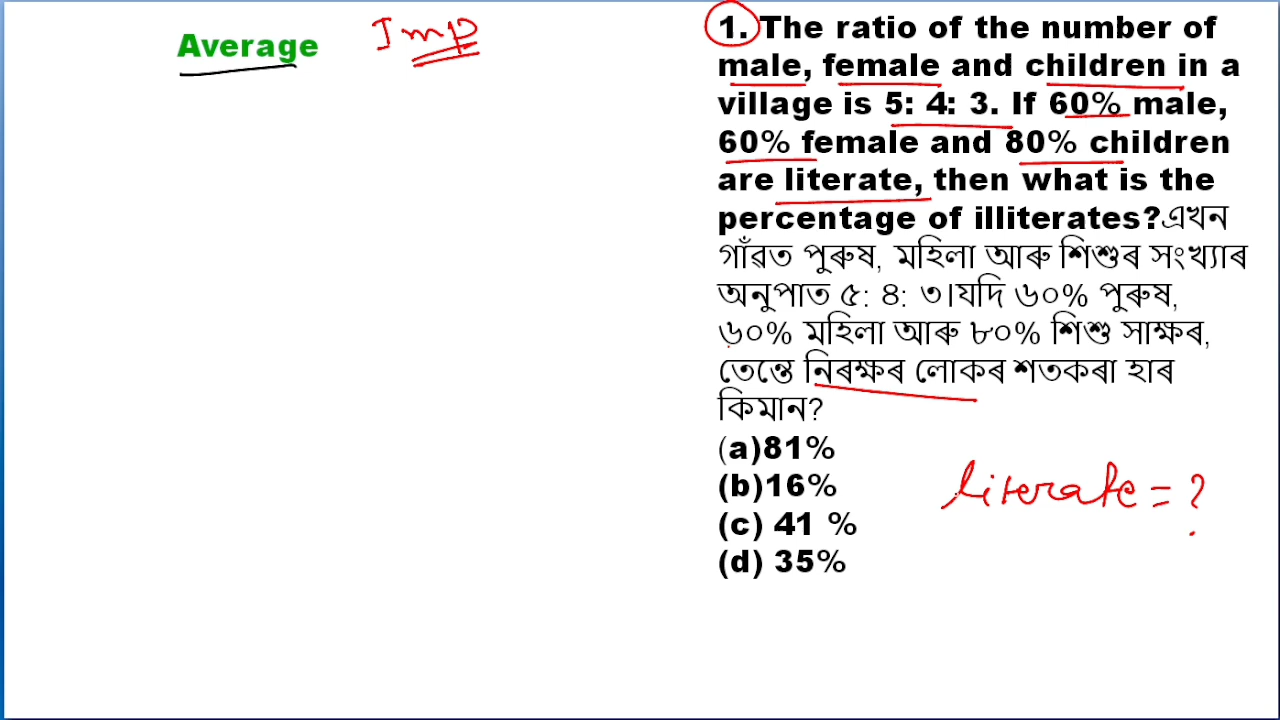 Average
Imp
1. The ratio of the number of
male, female and children in a
village is 5: 4: 3. If 60% male,
60% female and 80% children
are literate, then what is the
percentage of illiterates?এখন
গাঁৱত পুৰুষ, মহিলা আৰু শিশুৰ সংখ্যাৰ
অনুপাত ৫: ৪: ৩।যদি ৬০% পুৰুষ,
৬০% মহিলা আৰু ৮০% শিশু সাক্ষৰ,
তেন্তে নিৰক্ষৰ লোকৰ শতকৰা হাৰ
কিমান?
(a)81%
(b)16%
(c) 41 %
(d) 35%
literate = ?